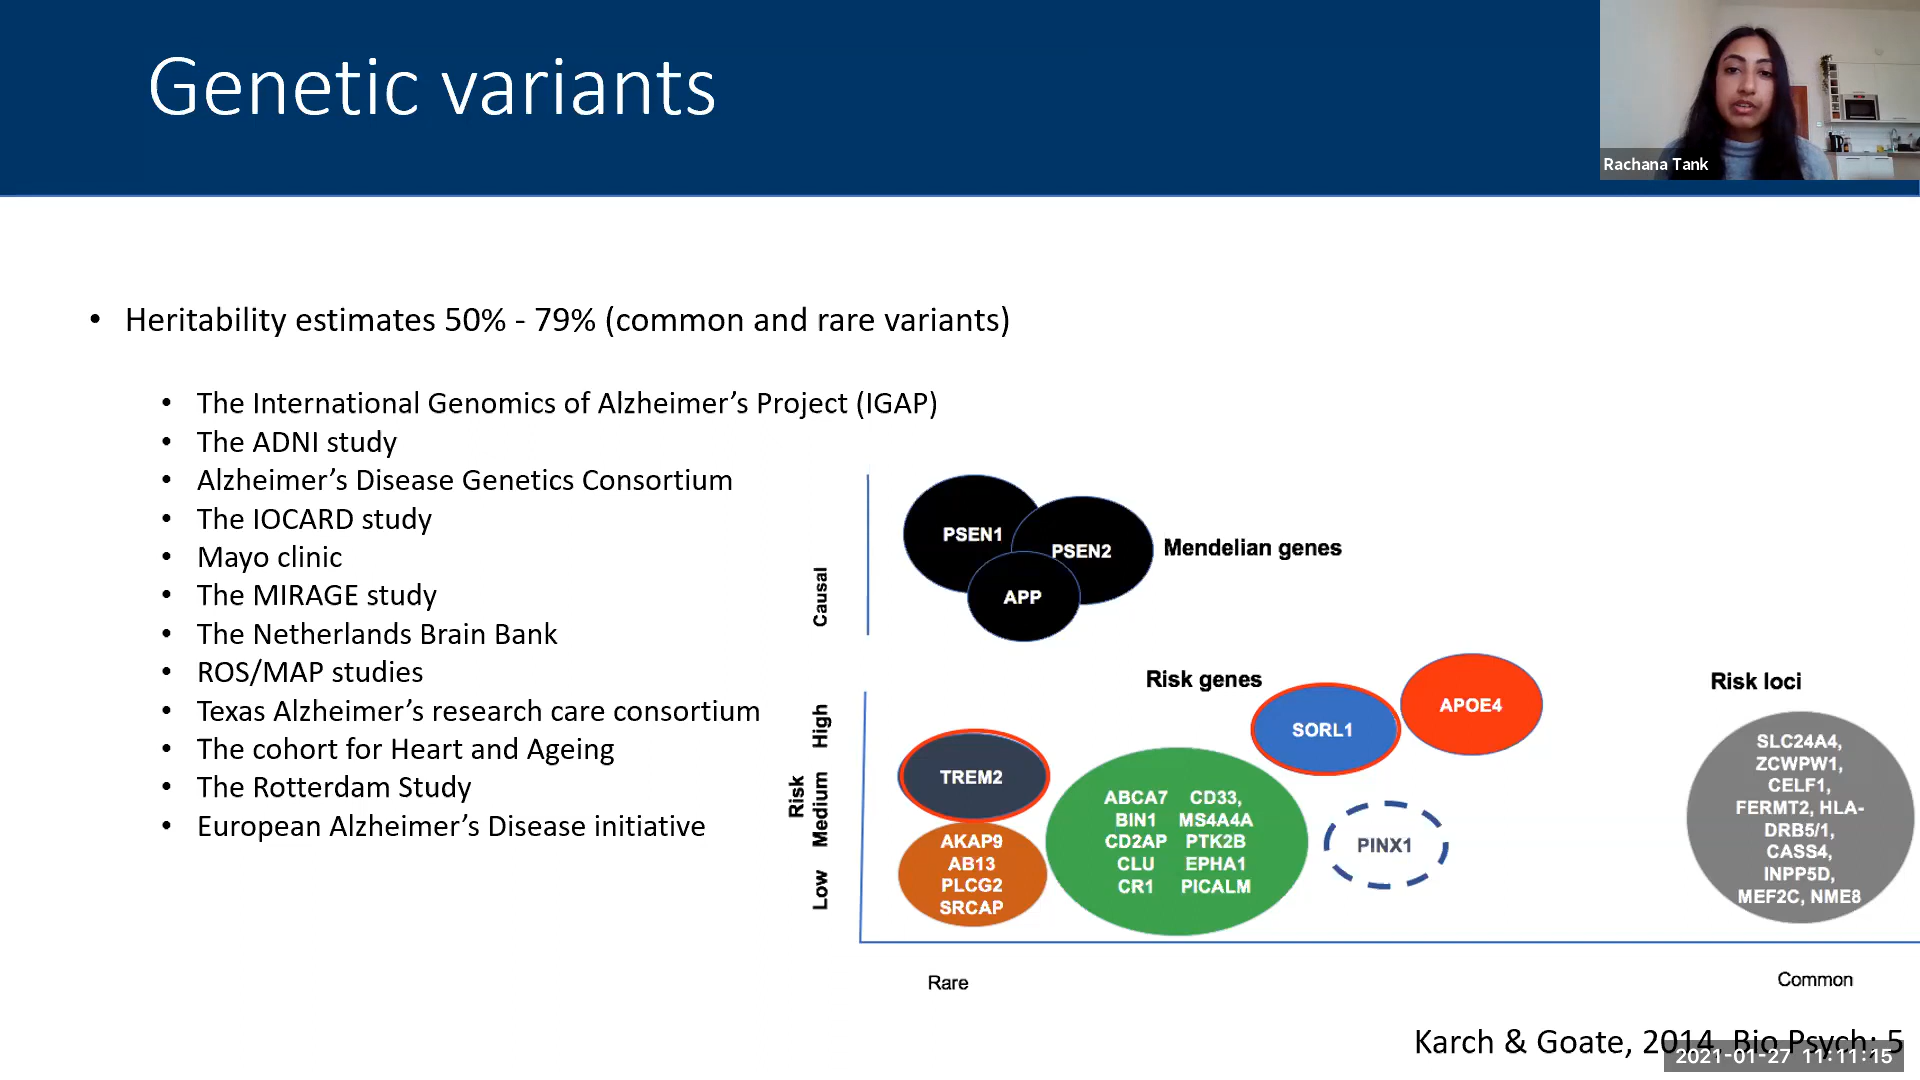 Genetic variants
Rachana Tank
• Heritability estimates 50% - 79% (common and rare variants)
• The International Genomics of Alzheimer’s Project (IGAP)
• The ADNI study
• Alzheimer’s Disease Genetics Consortium
• The IOCARD study
• Mayo clinic
• The MIRAGE study
• The Netherlands Brain Bank
• ROS/MAP studies
• Texas Alzheimer’s research care consortium
• The cohort for Heart and Ageing
• The Rotterdam Study
• European Alzheimer’s Disease initiative
Causal
PSEN1
PSEN2
APP
Mendelian genes
Risk
High
Medium
Low
Risk genes
SORL1
APOE4
Risk loci
TREM2
AKAP9
AB13
PLCG2
SRCAP
ABCA7 CD33,
BIN1 MS4A4A
CD2AP PTK2B
CLU EPHA1
CR1 PICALM
PINX1
SLC24A4,
ZCWPW1,
CELF1,
FERMT2, HLA-
DRB5/1,
CASS4,
INPP5D,
MEF2C, NME8
Rare
Common
Karch & Goate, 2014, Bio Psych; 5
2021-01-27 11:11:15